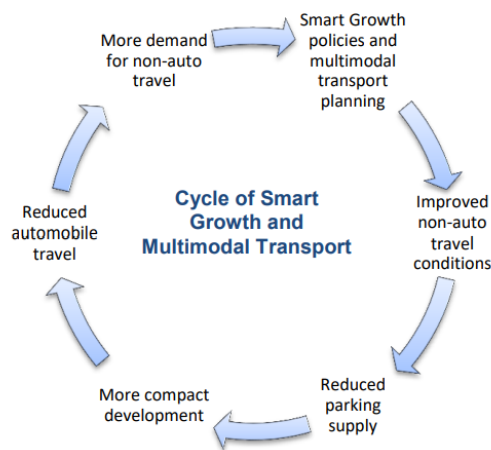 More demand
for non-auto
travel
Smart Growth
policies and
multimodal
transport
planning
Improved
non-auto
travel
conditions
Reduced
parking
supply
More compact
development
Reduced
automobile
travel
Cycle of Smart
Growth and
Multimodal Transport